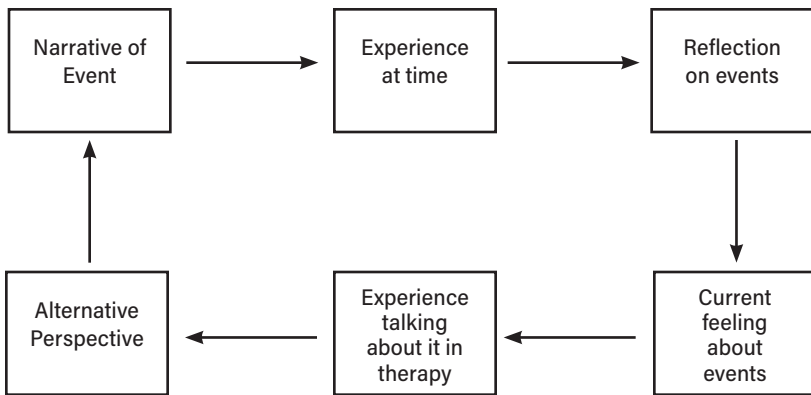 Narrative of
Event
Experience
at time
Reflection
on events
Current
feeling
about
events
Experience
talking
about it in
therapy
Alternative
Perspective